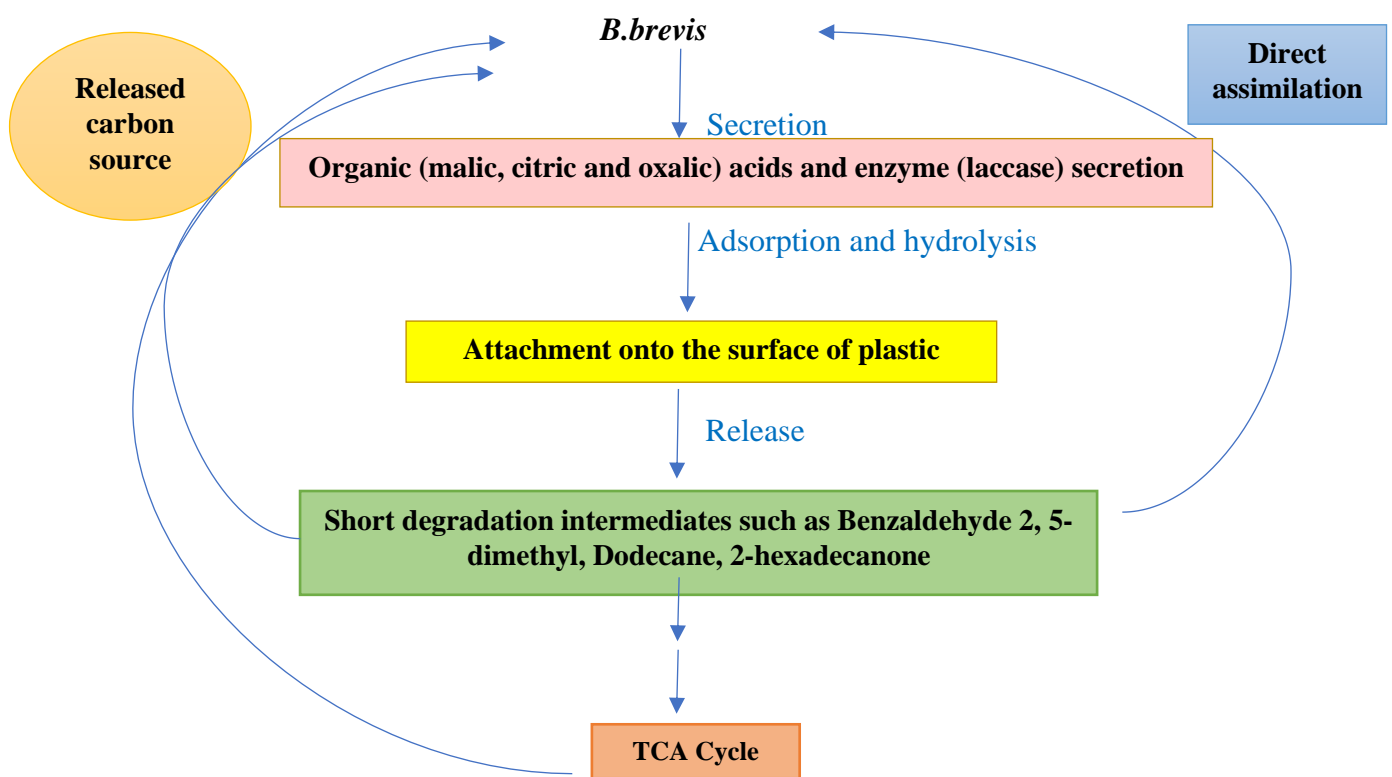 B.brevis
Released
carbon
source
Direct
assimilation
Secretion
Organic (malic, citric and oxalic) acids and enzyme (laccase) secretion
Adsorption and hydrolysis
Attachment onto the surface of plastic
Release
Short degradation intermediates such as Benzaldehyde 2, 5-
dimethyl, Dodecane, 2-hexadecanone
TCA Cycle